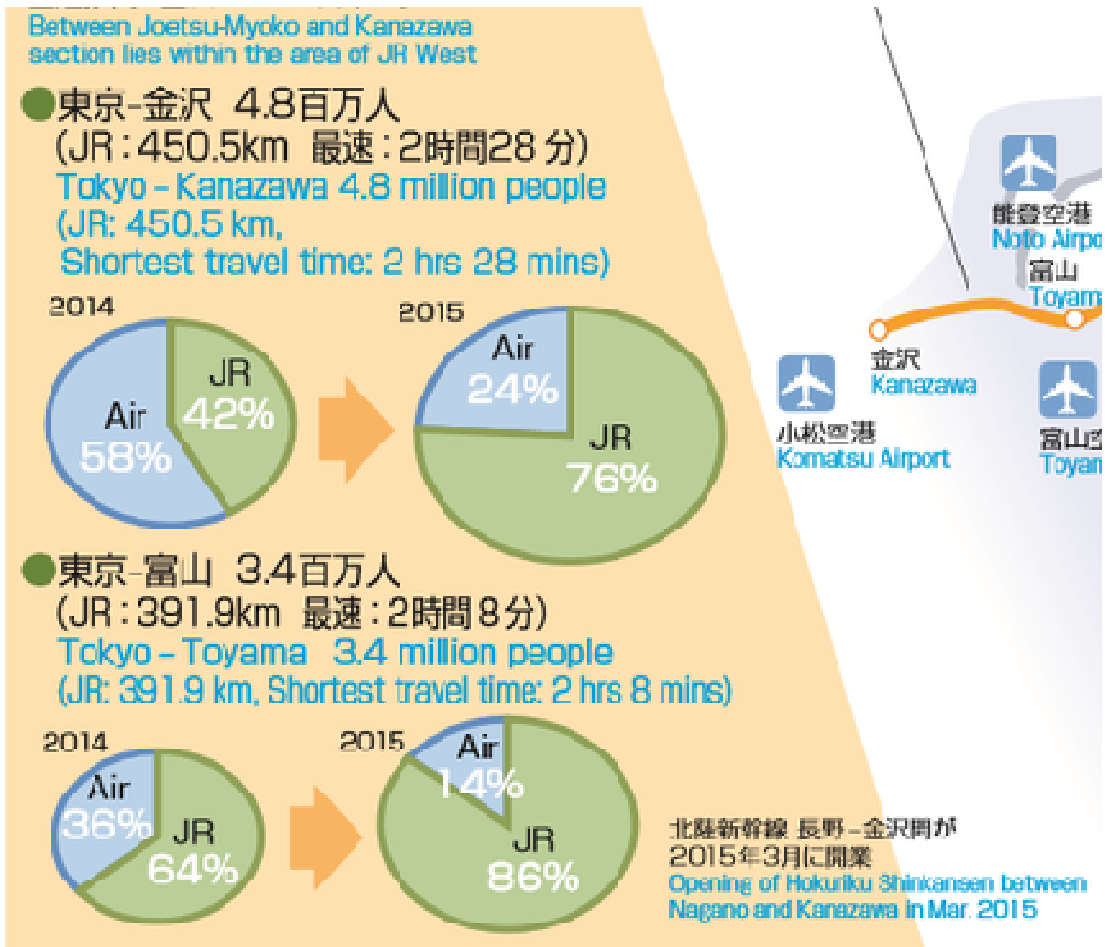 Between Joetsu-Myoko and Kanazawa
section lies within the area of JR West
東京-金沢 4.8百万人
(JR:450.5km 最速:2時間28分)
Tokyo – Kanazawa 4.8 million people
(JR: 450.5 km,
Shortest travel time: 2 hrs 28 mins)
2014
JR
42%
Air
58%
2015
Air
24%
JR
76%
東京-富山 3.4百万人
(JR:391.9km 最速:2時間8分)
Tokyo – Toyama 3.4 million people
(JR: 391.9 km, Shortest travel time: 2 hrs 8 mins)
2014
Air
36%
JR
64%
2015
Air
14%
JR
86%
能登空港
Noto Airpo
富山
Toyama
金沢
Kanazawa
小松空港
Komatsu Airport
富山空
Toyam
北陸新幹線 長野-金沢間が
2015年3月に開業
Opening of Hokuriku Shinkansen between
Nagano and Kanazawa in Mar. 2015